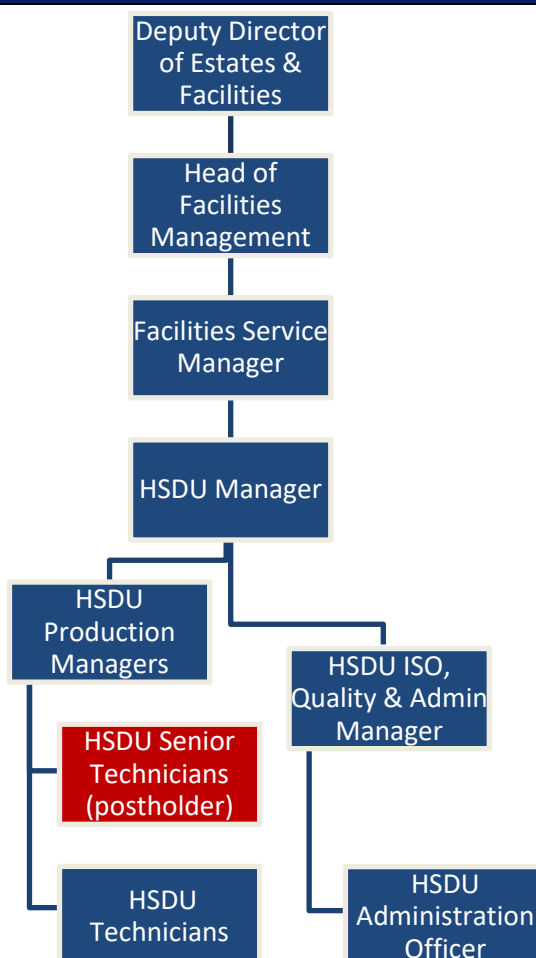 Deputy Director
of Estates &
Facilities
Head of
Facilities
Management
Facilities Service
Manager
HSDU Manager
HSDU
Production
Managers
HSDU ISO,
Quality & Admin
Manager
HSDU Senior
Technicians
(postholder)
HSDU
Technicians
HSDU
Administration
Officer